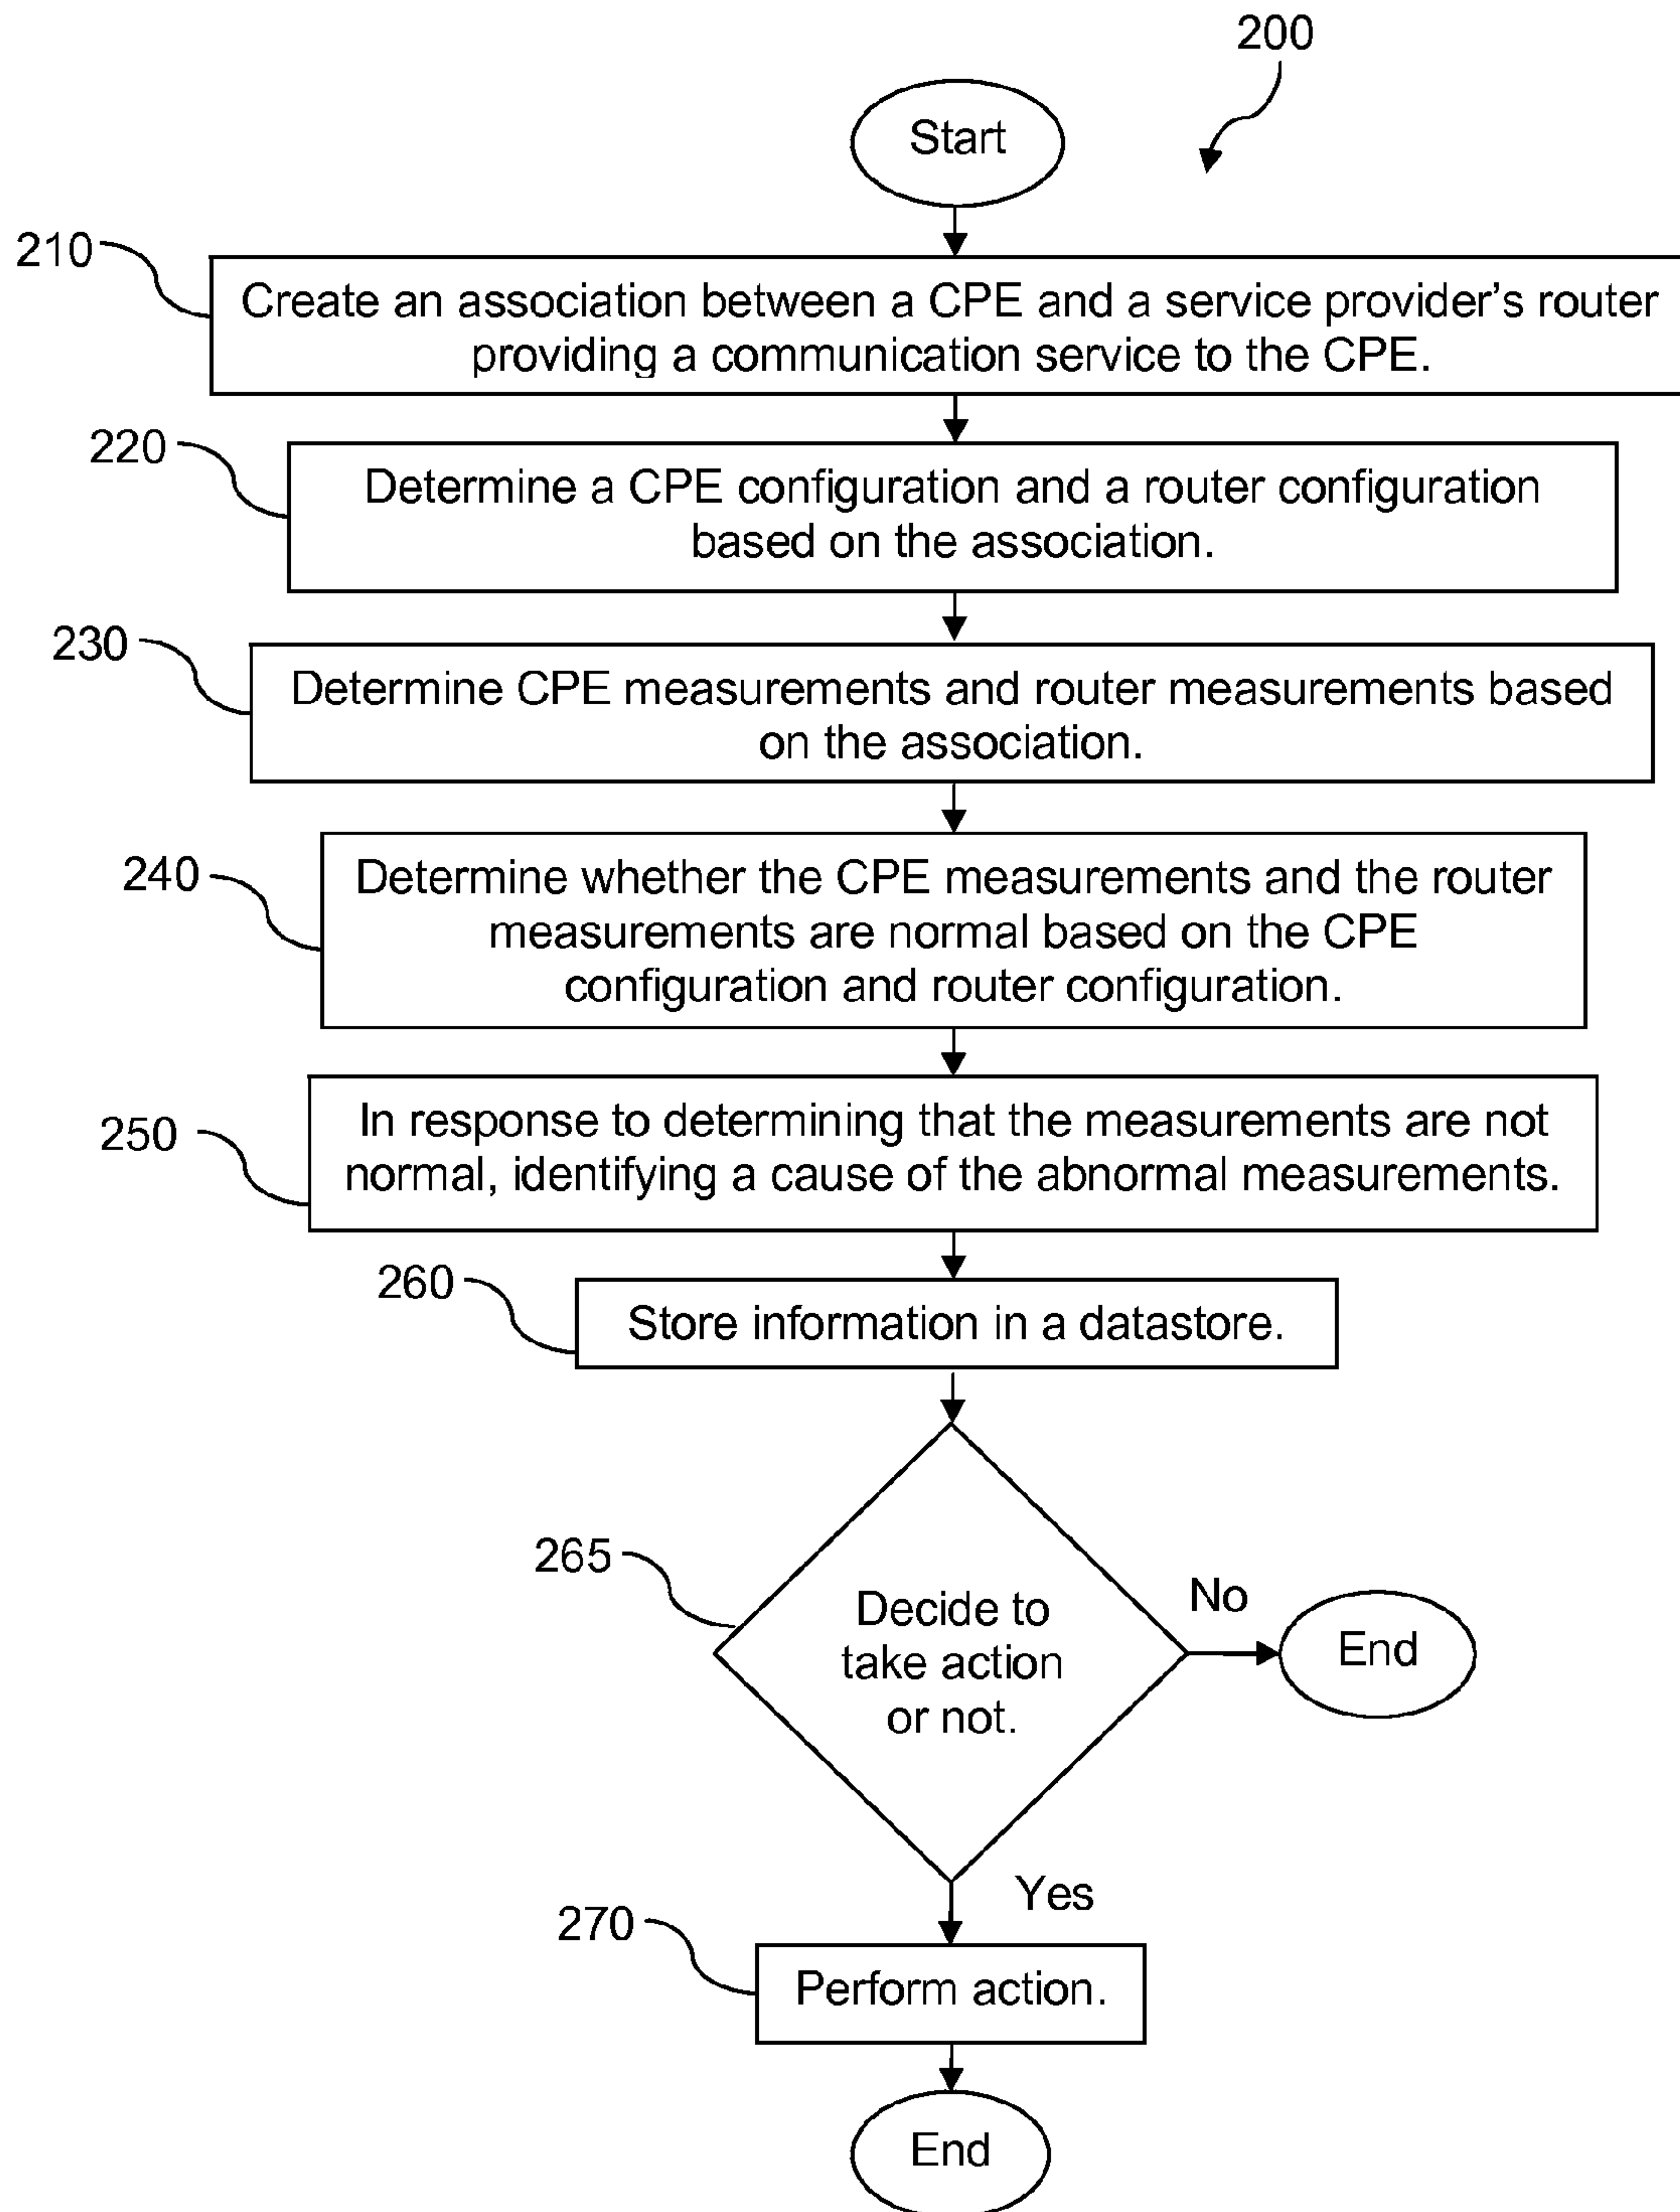 200
Start
210
Create an association between a CPE and a service provider's router
providing a communication service to the CPE.
220
Determine a CPE configuration and a router configuration
based on the association.
230
Determine CPE measurements and router measurements based
on the association.
240
Determine whether the CPE measurements and the router
measurements are normal based on the CPE
configuration and router configuration.
250
In response to determining that the measurements are not
normal, identifying a cause of the abnormal measurements.
260
Store information in a datastore.
265
Decide to
take action
or not.
No
End
Yes
270
Perform action.
End